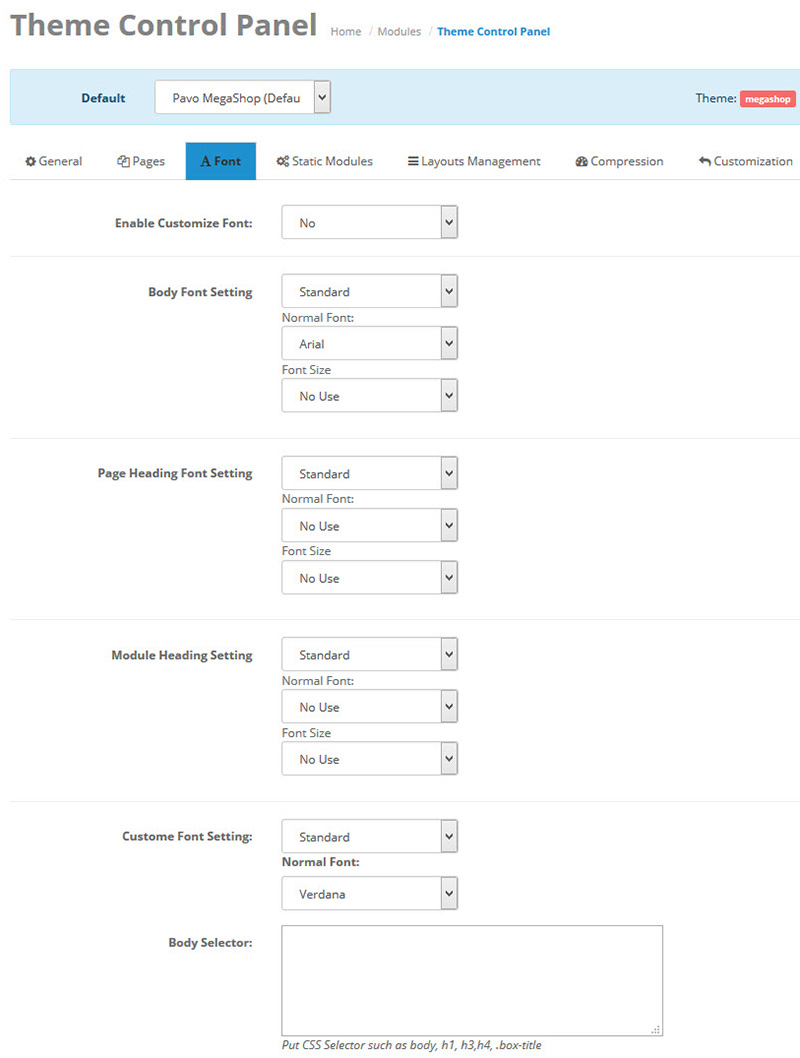 Theme Control Panel Home / Modules / Theme Control Panel
Default Pavo MegaShop (Defau Theme: megashop
General Pages Font Static Modules Layouts Management Compression Customization
Enable Customize Font: No
Body Font Setting Standard
Normal Font:
Arial
Font Size
No Use
Page Heading Font Setting Standard
Normal Font:
No Use
Font Size
No Use
Module Heading Setting Standard
Normal Font:
No Use
Font Size
No Use
Custome Font Setting: Standard
Normal Font:
Verdana
Body Selector:
Put CSS Selector such as body, h1, h3,h4, .box-title